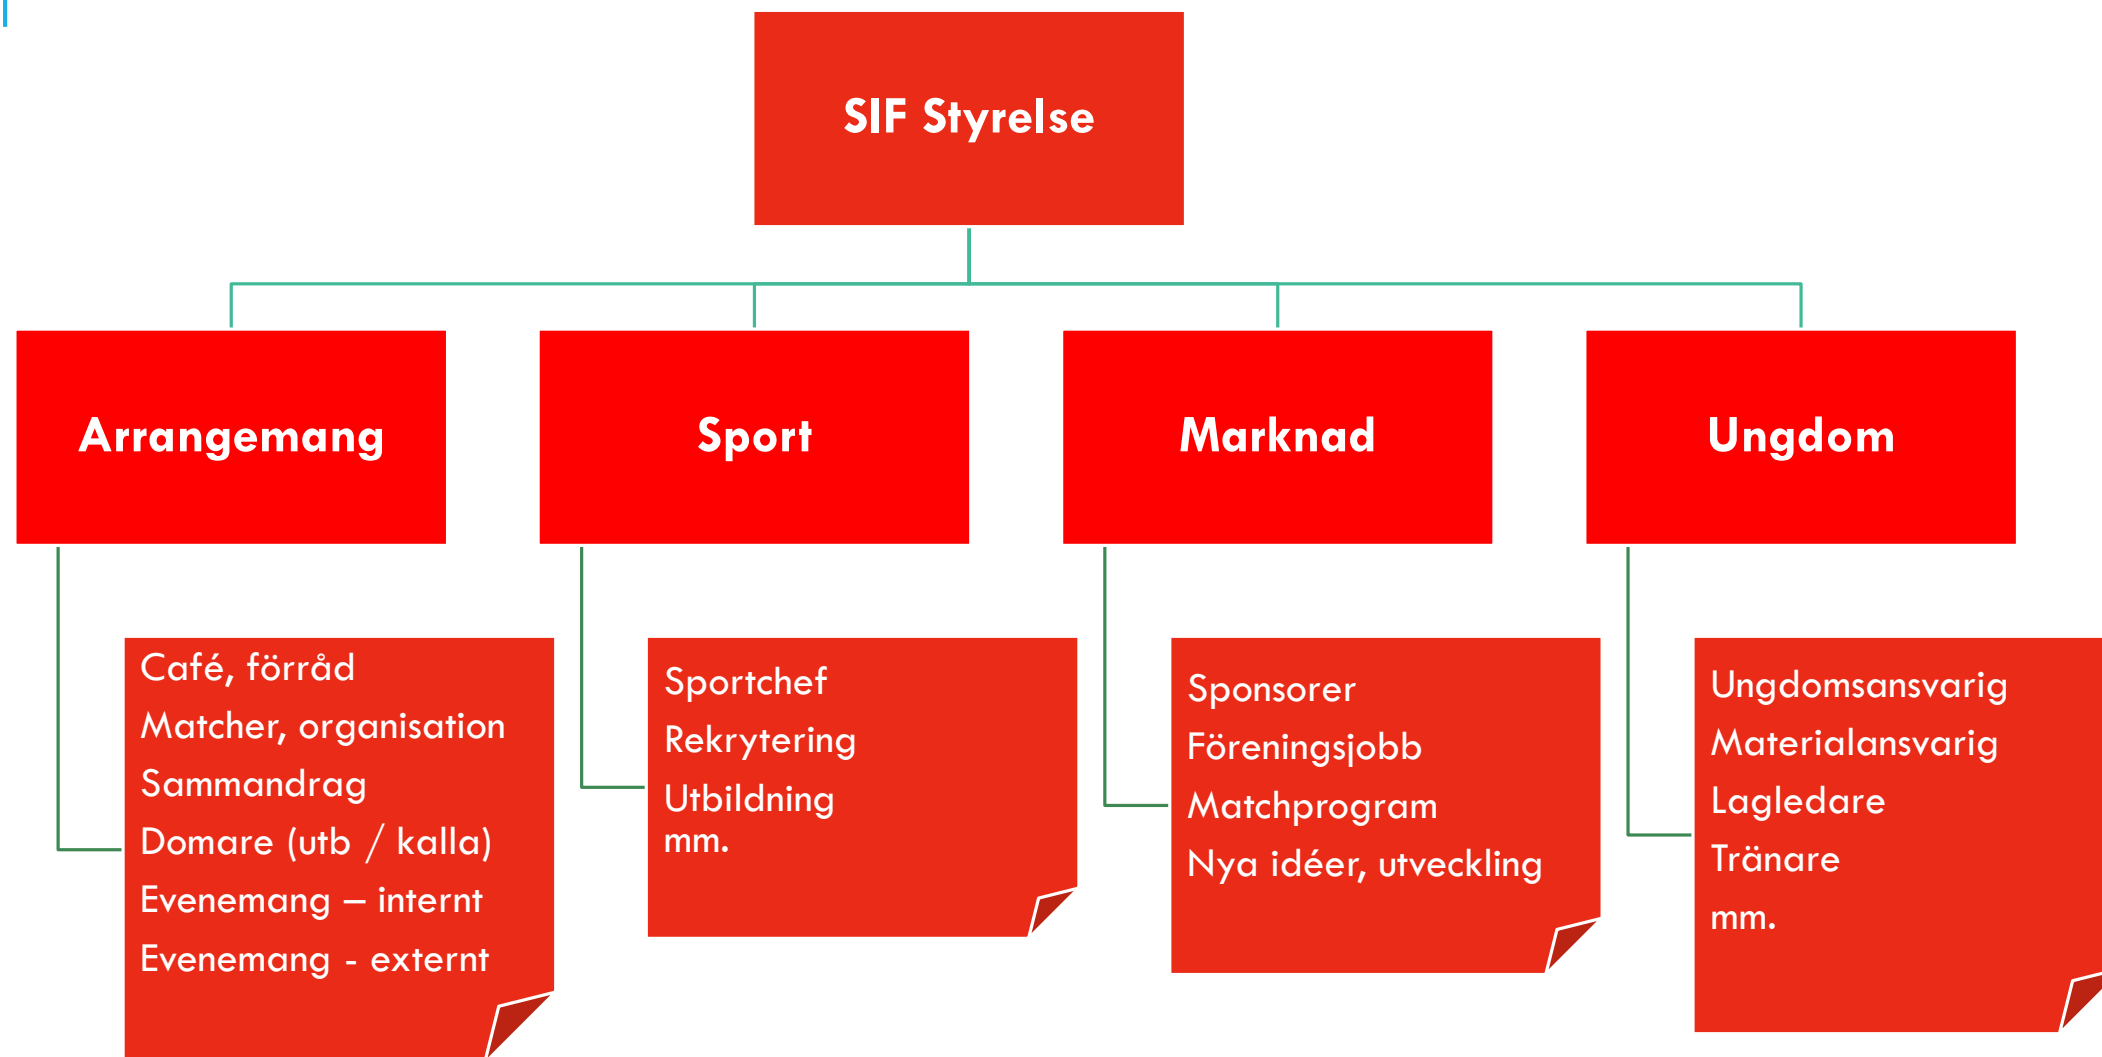 SIF Styrelse
Arrangemang
Sport
Marknad
Ungdom
Café, förråd
Matcher, organisation
Sammandrag
Domare (utb / kalla)
Evenemang – internt
Evenemang - externt
Sportchef
Rekrytering
Utbildning
mm.
Sponsorer
Föreningsjobb
Matchprogram
Nya idéer, utveckling
Ungdomsansvarig
Materialansvarig
Lagledare
Tränare
mm.